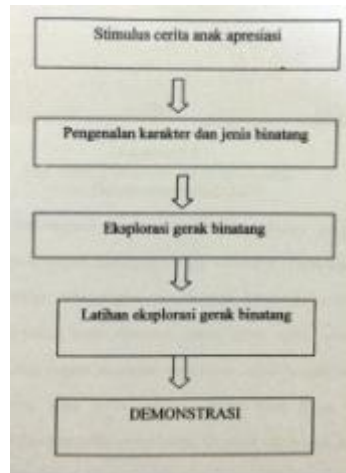 Stimulus cerita anak apresiasi
Pengenalan karakter dan jenis binatang
Eksplorasi gerak binatang
Latihan eksplorasi gerak binatang
DEMONSTRASI